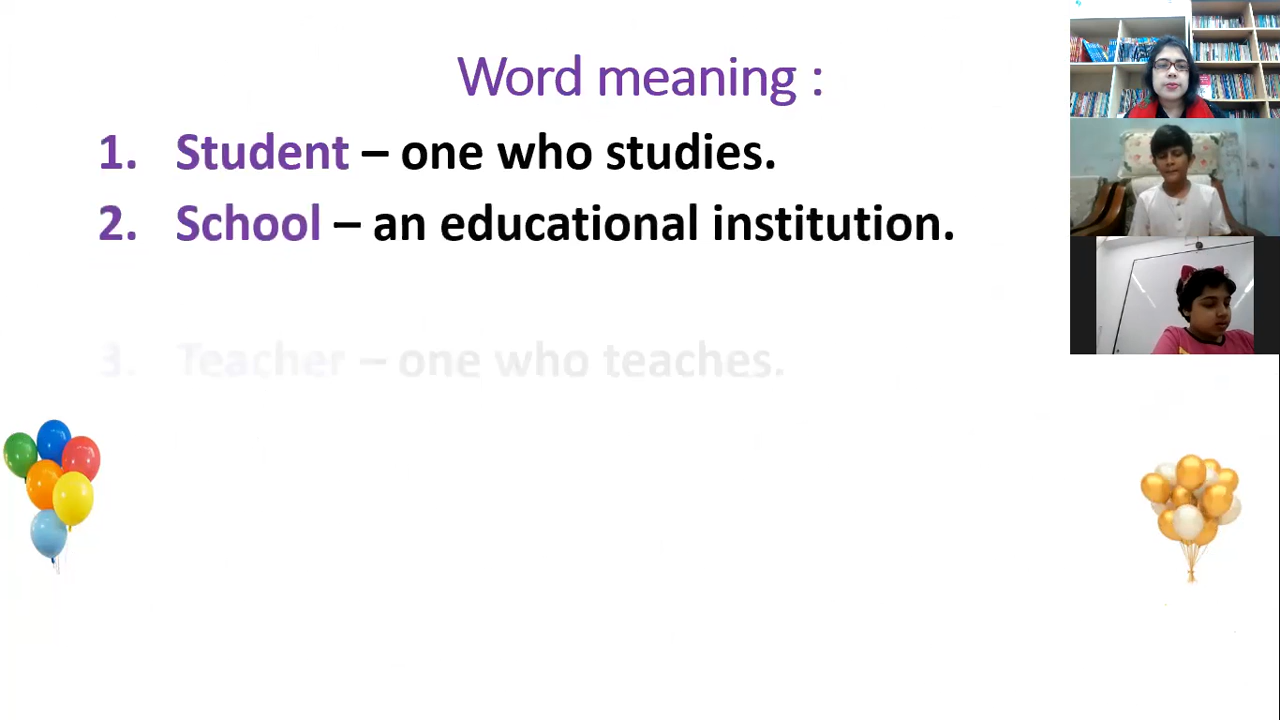 Word meaning :
1. Student – one who studies.
2. School – an educational institution.
3. Teacher – one who teaches.